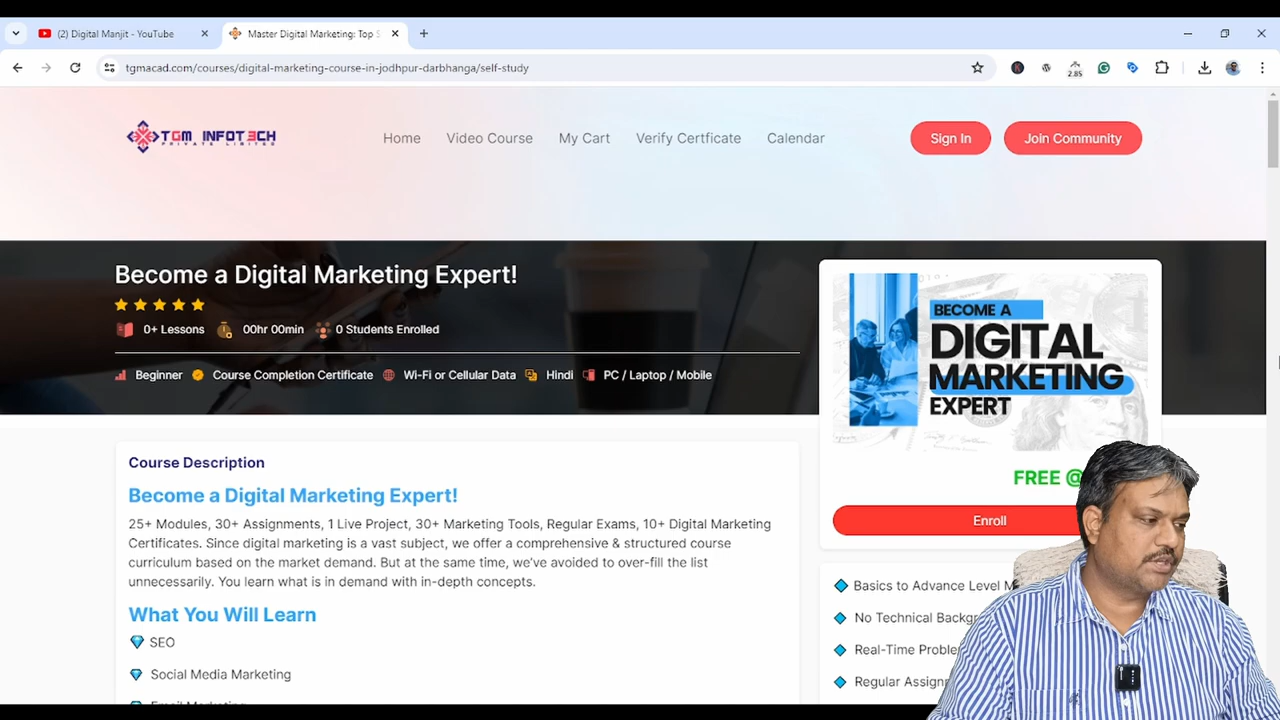 (2) Digital Manjit - YouTube
Master Digital Marketing: Top S
tgmacad.com/courses/digital-marketing-course-in-jodhpur-darbhanga/self-study
2.85
TGM INFOT3CH
PRIVATE LIMITED
Home
Video Course
My Cart
Verify Certficate
Calendar
Sign In
Join Community
Become a Digital Marketing Expert!
0+ Lessons
00hr 00min
0 Students Enrolled
Beginner
Course Completion Certificate
Wi-Fi or Cellular Data
Hindi
PC / Laptop / Mobile
BECOME A
DIGITAL
MARKETING
EXPERT
FREE @
Enroll
Course Description
Become a Digital Marketing Expert!
25+ Modules, 30+ Assignments, 1 Live Project, 30+ Marketing Tools, Regular Exams, 10+ Digital Marketing
Certificates. Since digital marketing is a vast subject, we offer a comprehensive & structured course
curriculum based on the market demand. But at the same time, we've avoided to over-fill the list
unnecessarily. You learn what is in demand with in-depth concepts.
What You Will Learn
SEO
Social Media Marketing
Email Marketing
Basics to Advance Level M
No Technical Backgr
Real-Time Proble
Regular Assign